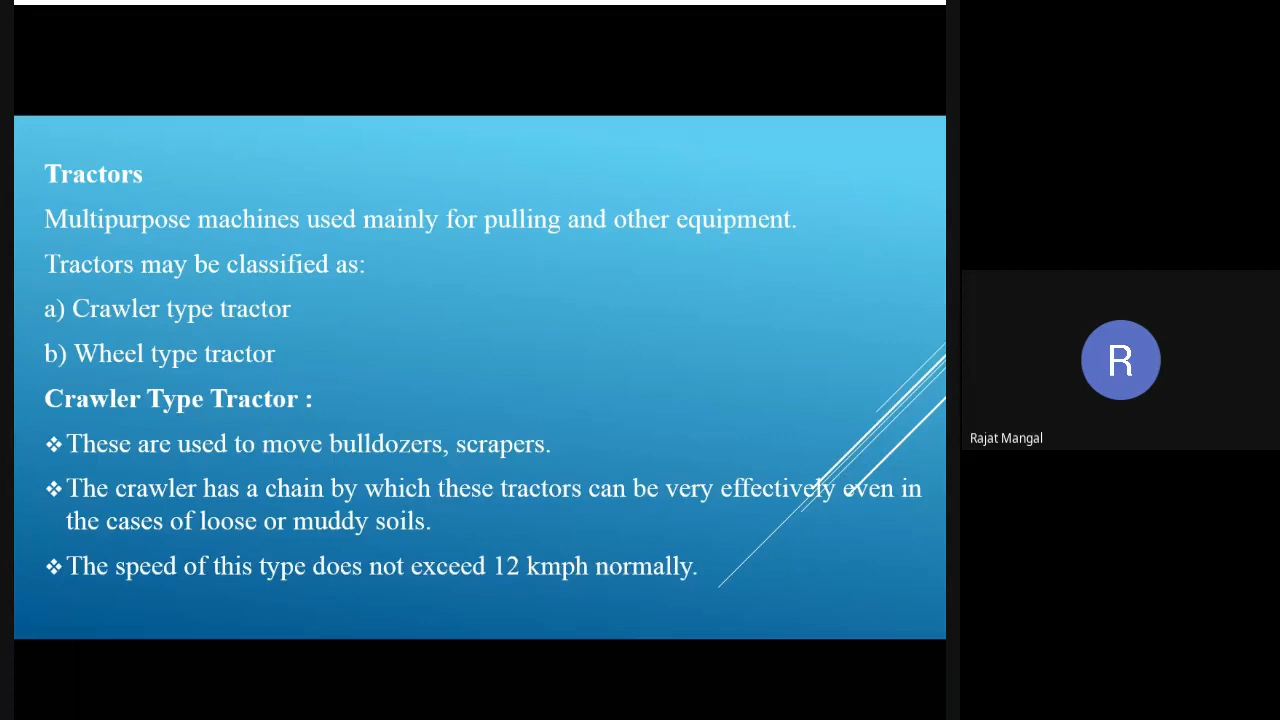 Tractors
Multipurpose machines used mainly for pulling and other equipment.
Tractors may be classified as:
a) Crawler type tractor
b) Wheel type tractor
Crawler Type Tractor :
❖These are used to move bulldozers, scrapers.
❖The crawler has a chain by which these tractors can be very effectively even in
the cases of loose or muddy soils.
❖The speed of this type does not exceed 12 kmph normally.
R
Rajat Mangal